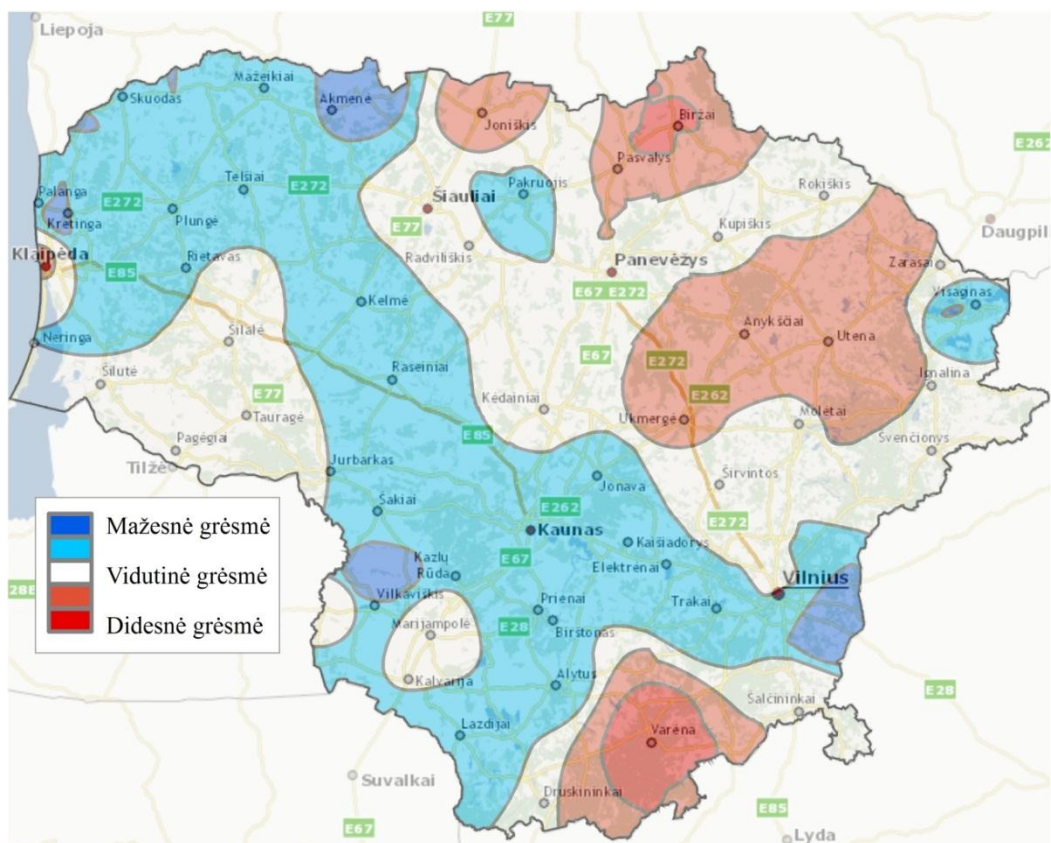 Liepoja
E77
Mažeikiai
Skuodas
Akmenė
Joniškis
Biržai
E262
Pasvalys
Telšiai
E272
Pakruojis
Rokiškis
Palanga
E272
Kretinga
Plungė
Šiauliai
E77
Kupiškis
Daugpil
Klaipėda
Rietavas
Radviliškis
Panevėžys
Zarasai
E85
E67
E272
Visaginas
Kelmė
Neringa
Šilalė
Anykščiai
Utena
E67
E272
Šilutė
Raseiniai
Ignalina
E77
E262
Kėdainiai
Tauragė
Ukmergė
Molėtai
Pagėgiai
E85
Švenčionys
Tilžė
Jurbarkas
Jonava
Širvintos
Šakiai
E262
E272
Mažesnė grėsmė
Kaunas
Kaišiadorys
Vidutinė grėsmė
Kazlų
Rūda
E67
Elektrėnai
Vilnius
28E
Vilkaviškis
Prienai
Trakai
Didesnė grėsmė
Marijampolė
E28
Birštonas
Kalvarija
Alytus
Šalčininkai
E28
Lazdijai
Varėna
Suvalkai
Druskininkai
E85
E67
Lyda